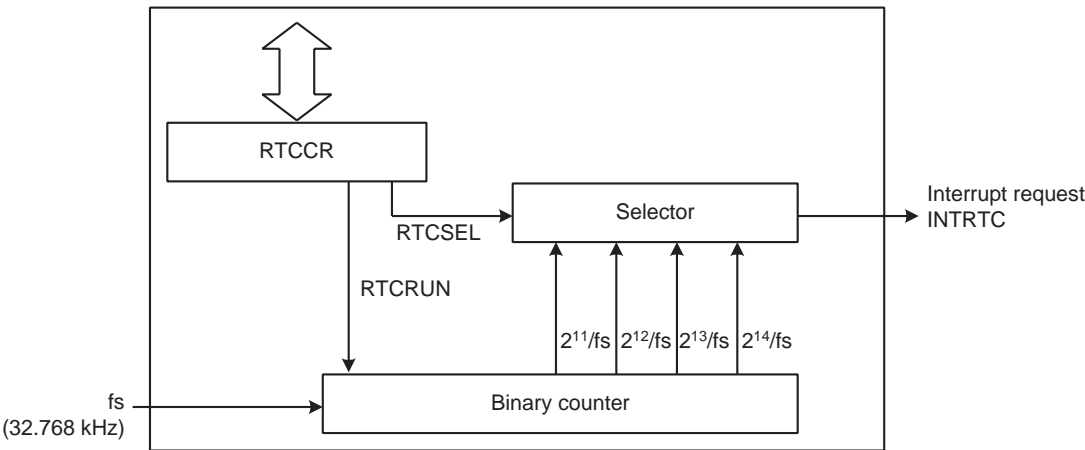 RTCCR
Selector
Interrupt request
INTRTC
RTCSEL
RTCRUN
2¹¹/fs 2¹²/fs 2¹³/fs 2¹⁴/fs
fs
(32.768 kHz)
Binary counter